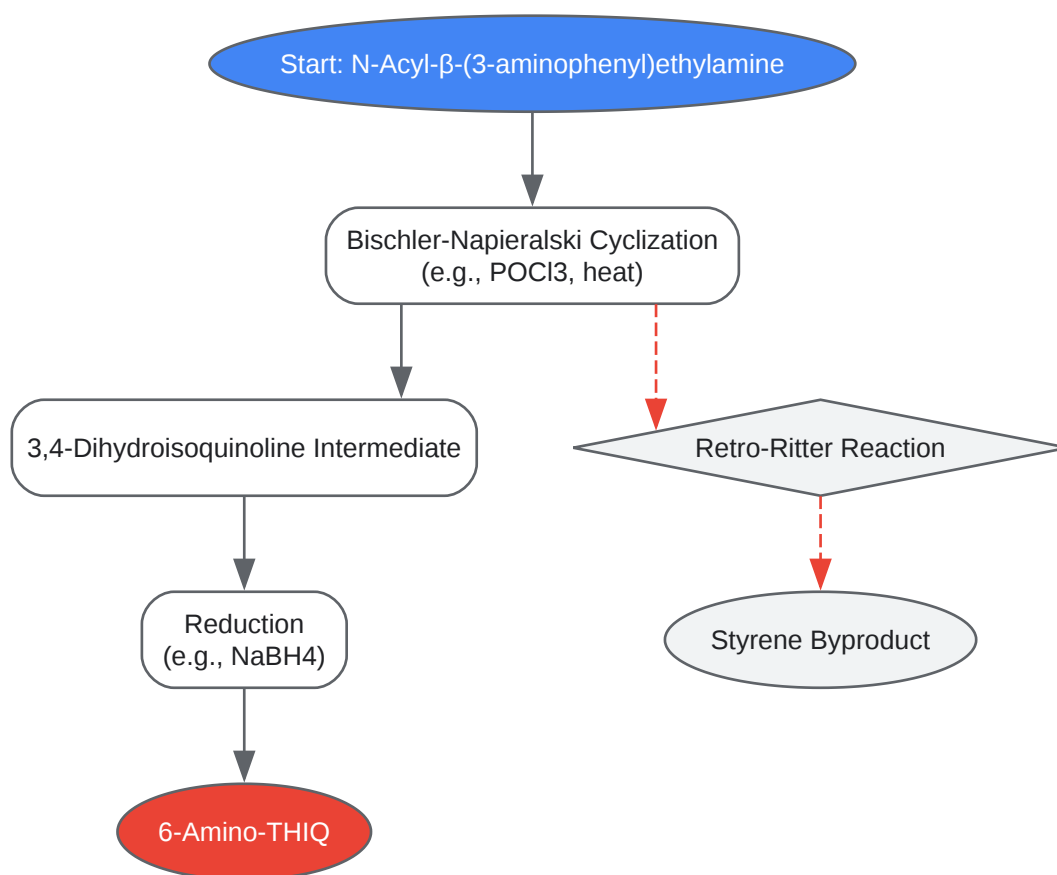 Start: N-Acyl-β-(3-aminophenyl)ethylamine
Bischler-Napieralski Cyclization
(e.g., POCl3, heat)
3,4-Dihydroisoquinoline Intermediate
Retro-Ritter Reaction
Reduction
(e.g., NaBH4)
Styrene Byproduct
6-Amino-THIQ